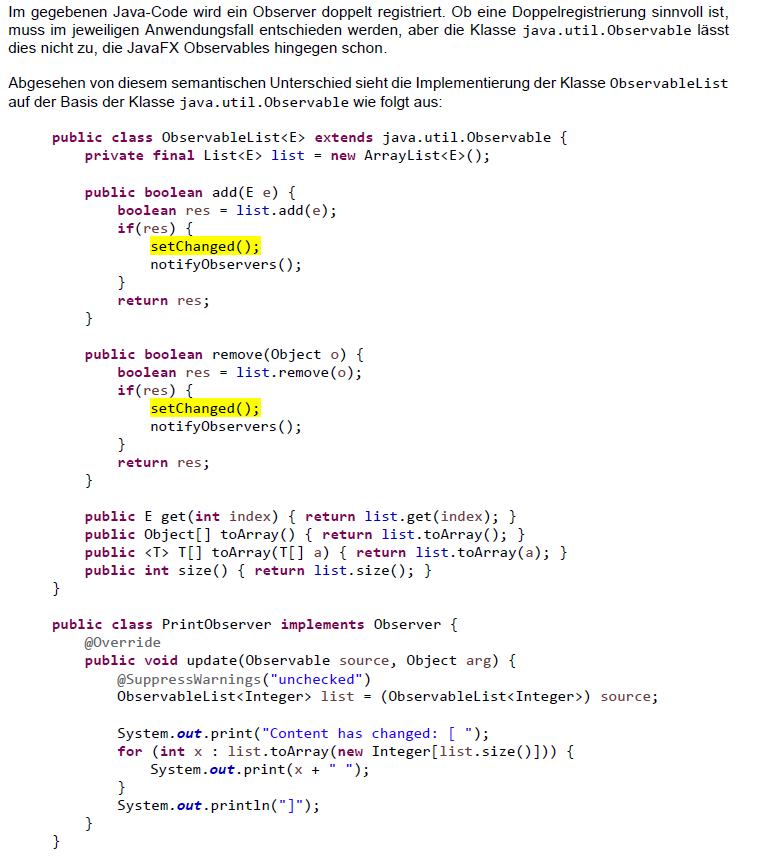 Im gegebenen Java-Code wird ein Observer doppelt registriert. Ob eine Doppelregistrierung sinnvoll ist,
muss im jeweiligen Anwendungsfall entschieden werden, aber die Klasse java.util.Observable lässt
dies nicht zu, die JavaFX Observables hingegen schon.

Abgesehen von diesem semantischen Unterschied sieht die Implementierung der Klasse ObservableList
auf der Basis der Klasse java.util.Observable wie folgt aus:

public class ObservableList<E> extends java.util.Observable {
    private final List<E> list = new ArrayList<E>();

    public boolean add(E e) {
        boolean res = list.add(e);
        if(res) {
            setChanged();
            notifyObservers();
        }
        return res;
    }

    public boolean remove(Object o) {
        boolean res = list.remove(o);
        if(res) {
            setChanged();
            notifyObservers();
        }
        return res;
    }

    public E get(int index) { return list.get(index); }
    public Object[] toArray() { return list.toArray(); }
    public <T> T[] toArray(T[] a) { return list.toArray(a); }
    public int size() { return list.size(); }
}

public class PrintObserver implements Observer {
    @Override
    public void update(Observable source, Object arg) {
        @SuppressWarnings("unchecked")
        ObservableList<Integer> list = (ObservableList<Integer>) source;

        System.out.print("Content has changed: [ ");
        for (int x : list.toArray(new Integer[list.size()])) {
            System.out.print(x + " ");
        }
        System.out.println("]");
    }
}